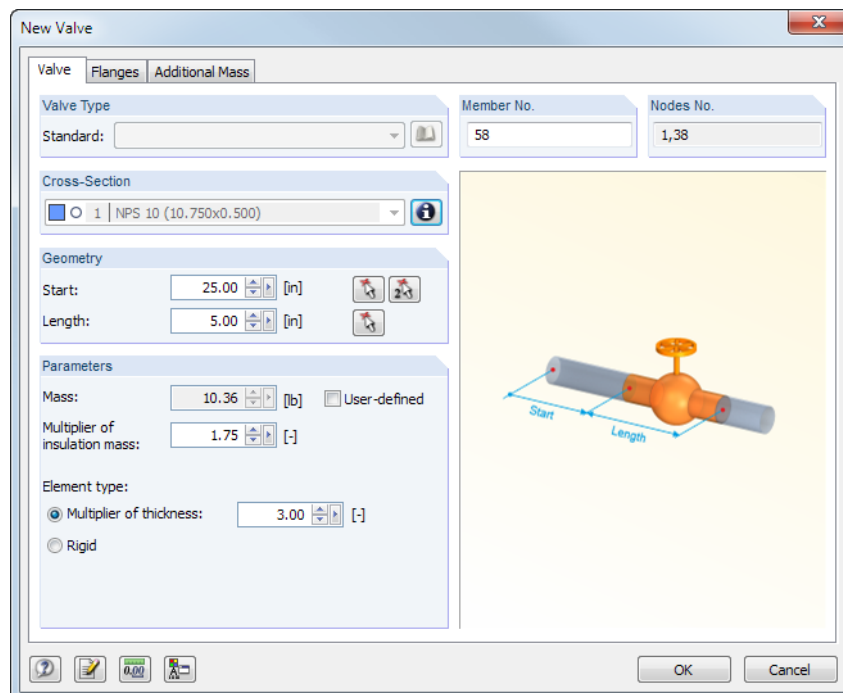 New Valve
Valve Flanges Additional Mass
Valve Type
Standard:
Member No.
58
Nodes No.
1,38
Cross-Section
1 NPS 10 (10.750x0.500)
Geometry
Start: 25.00 [in]
2
Length: 5.00 [in]
Parameters
Mass: 10.36 [lb] User-defined
Multiplier of
insulation mass: 1.75 [-]
Element type:
Multiplier of thickness: 3.00 [-]
Rigid
Start
Length
0.00
OK Cancel